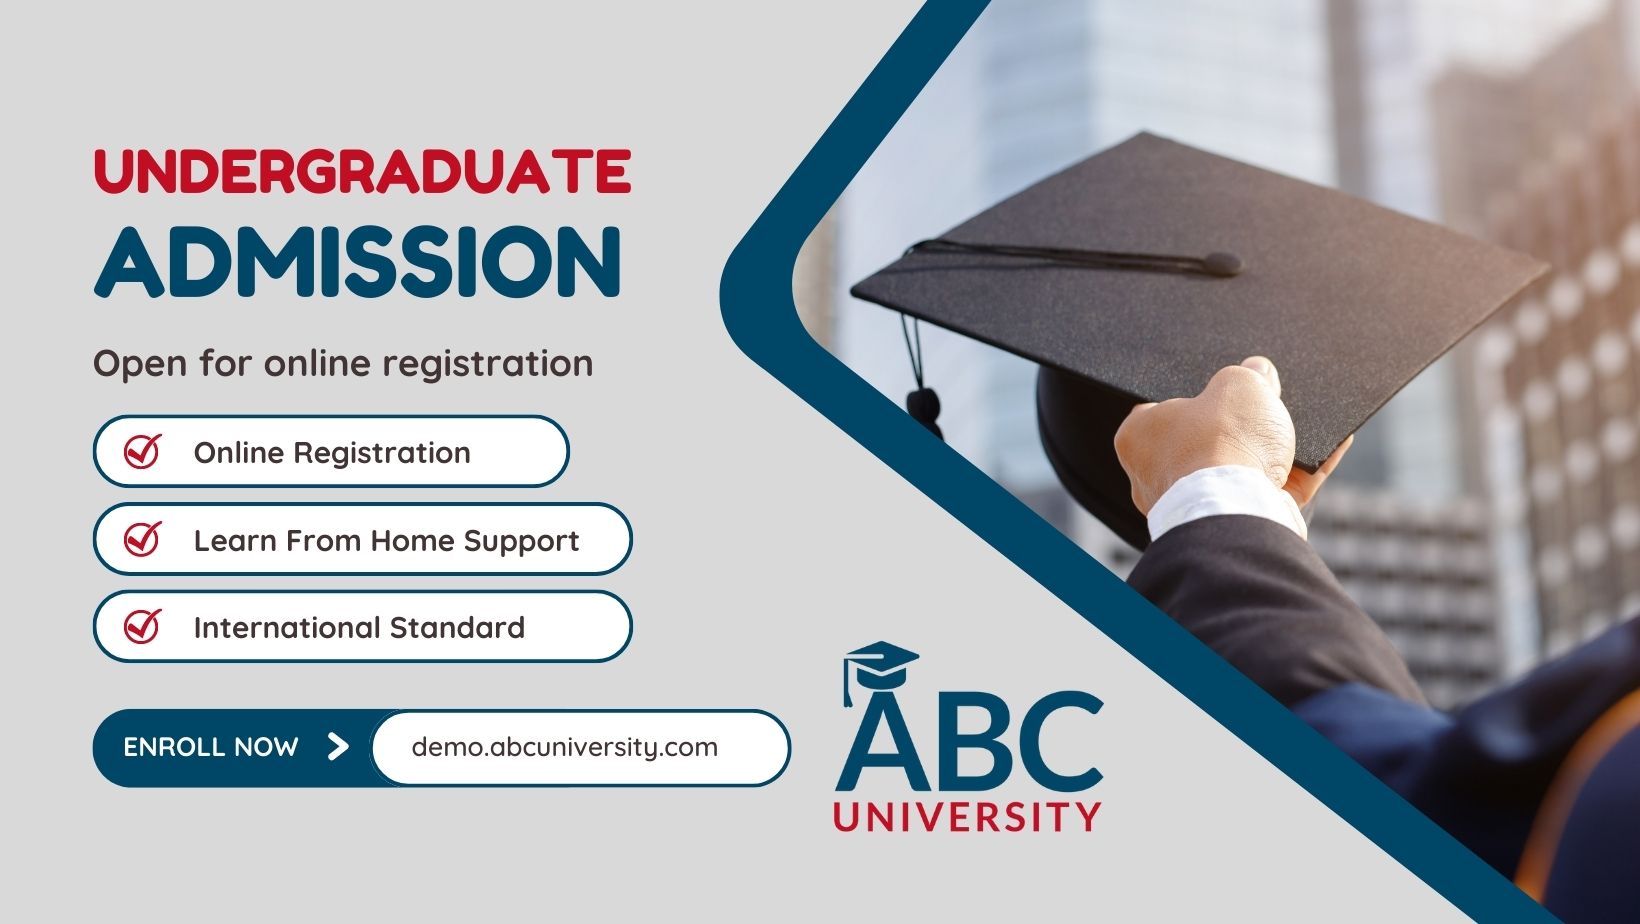 UNDERGRADUATE
ADMISSION
Open for online registration
Online Registration
Learn From Home Support
International Standard
ENROLL NOW
demo.abcuniversity.com
ABC
UNIVERSITY